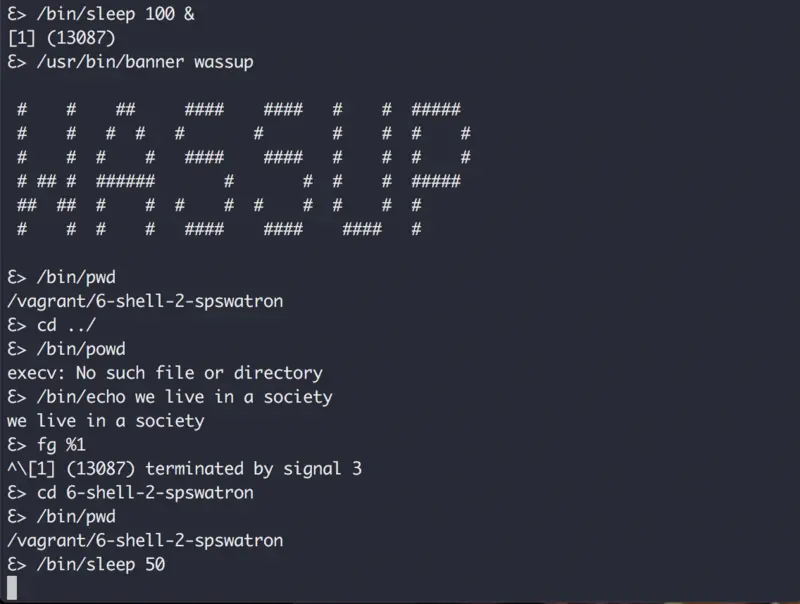 Ɛ> /bin/sleep 100 &
[1] (13087)
Ɛ> /usr/bin/banner wassup
WASSUP
Ɛ> /bin/pwd
/vagrant/6-shell-2-spswatron
Ɛ> cd ../
Ɛ> /bin/powd
execv: No such file or directory
Ɛ> /bin/echo we live in a society
we live in a society
Ɛ> fg %1
^\[1] (13087) terminated by signal 3
Ɛ> cd 6-shell-2-spswatron
Ɛ> /bin/pwd
/vagrant/6-shell-2-spswatron
Ɛ> /bin/sleep 50